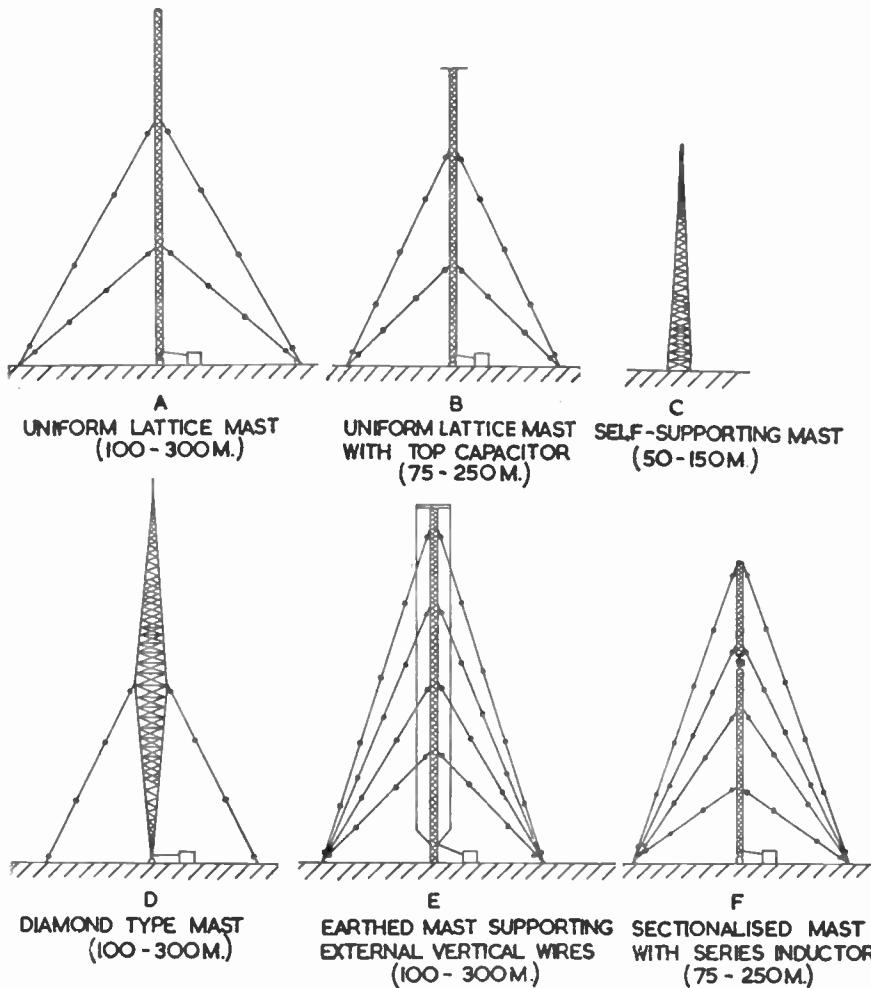 A
UNIFORM LATTICE MAST
(100-300M.)
B
UNIFORM LATTICE MAST
WITH TOP CAPACITOR
(75-250M.)
C
SELF-SUPPORTING MAST
(50-150M.)
D
DIAMOND TYPE MAST
(100-300M.)
E
EARTHED MAST SUPPORTING
EXTERNAL VERTICAL WIRES
(100-300M.)
F
SECTIONALISED MAST
WITH SERIES INDUCTOR
(75-250M.)